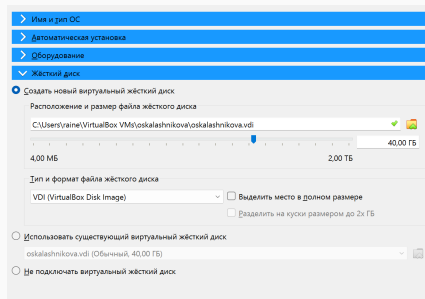 Имя и тип ОС
Автоматическая установка
Оборудование
Жёсткий диск
Создать новый виртуальный жёсткий диск
Расположение и размер файла жёсткого диска
C:\Users\raine\VirtualBox VMs\oskalashnikova\oskalashnikova.vdi
40,00 ГБ
4,00 МБ 2,00 ТБ
Тип и формат файла жёсткого диска
VDI (VirtualBox Disk Image) Выделить место в полном размере
Разделить на куски размером до 2х ГБ
Использовать существующий виртуальный жёсткий диск
oskalashnikova.vdi (Обычный, 40,00 ГБ)
Не подключать виртуальный жёсткий диск